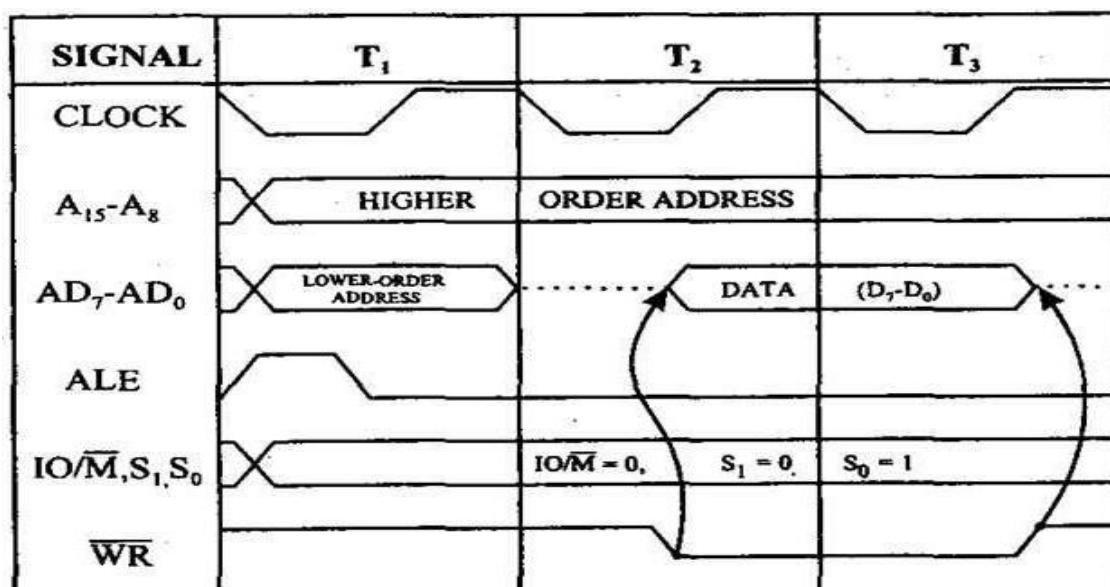 SIGNAL T₁ T₂ T₃
CLOCK
A₁₅-A₈ HIGHER ORDER ADDRESS
AD₇-AD₀ LOWER-ORDER ADDRESS DATA (D₇-D₀)
ALE
IO/M̅,S₁,S₀ IO/M̅ = 0, S₁ = 0, S₀ = 1
W̅R̅